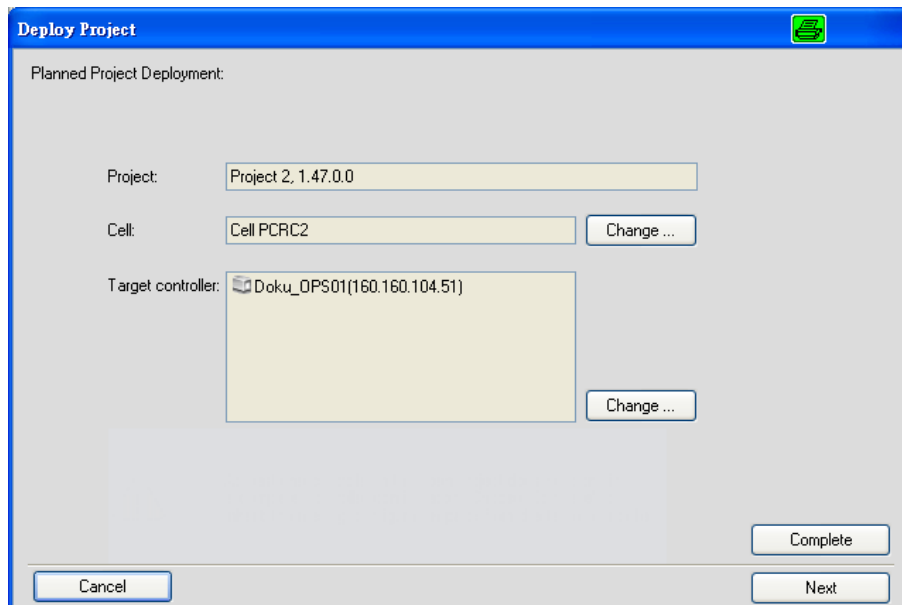 Deploy Project
Planned Project Deployment:
Project: Project 2, 1.47.0.0
Cell: Cell PCRC2 Change ...
Target controller: Doku_OPS01(160.160.104.51)
Change ...
Complete
Cancel Next